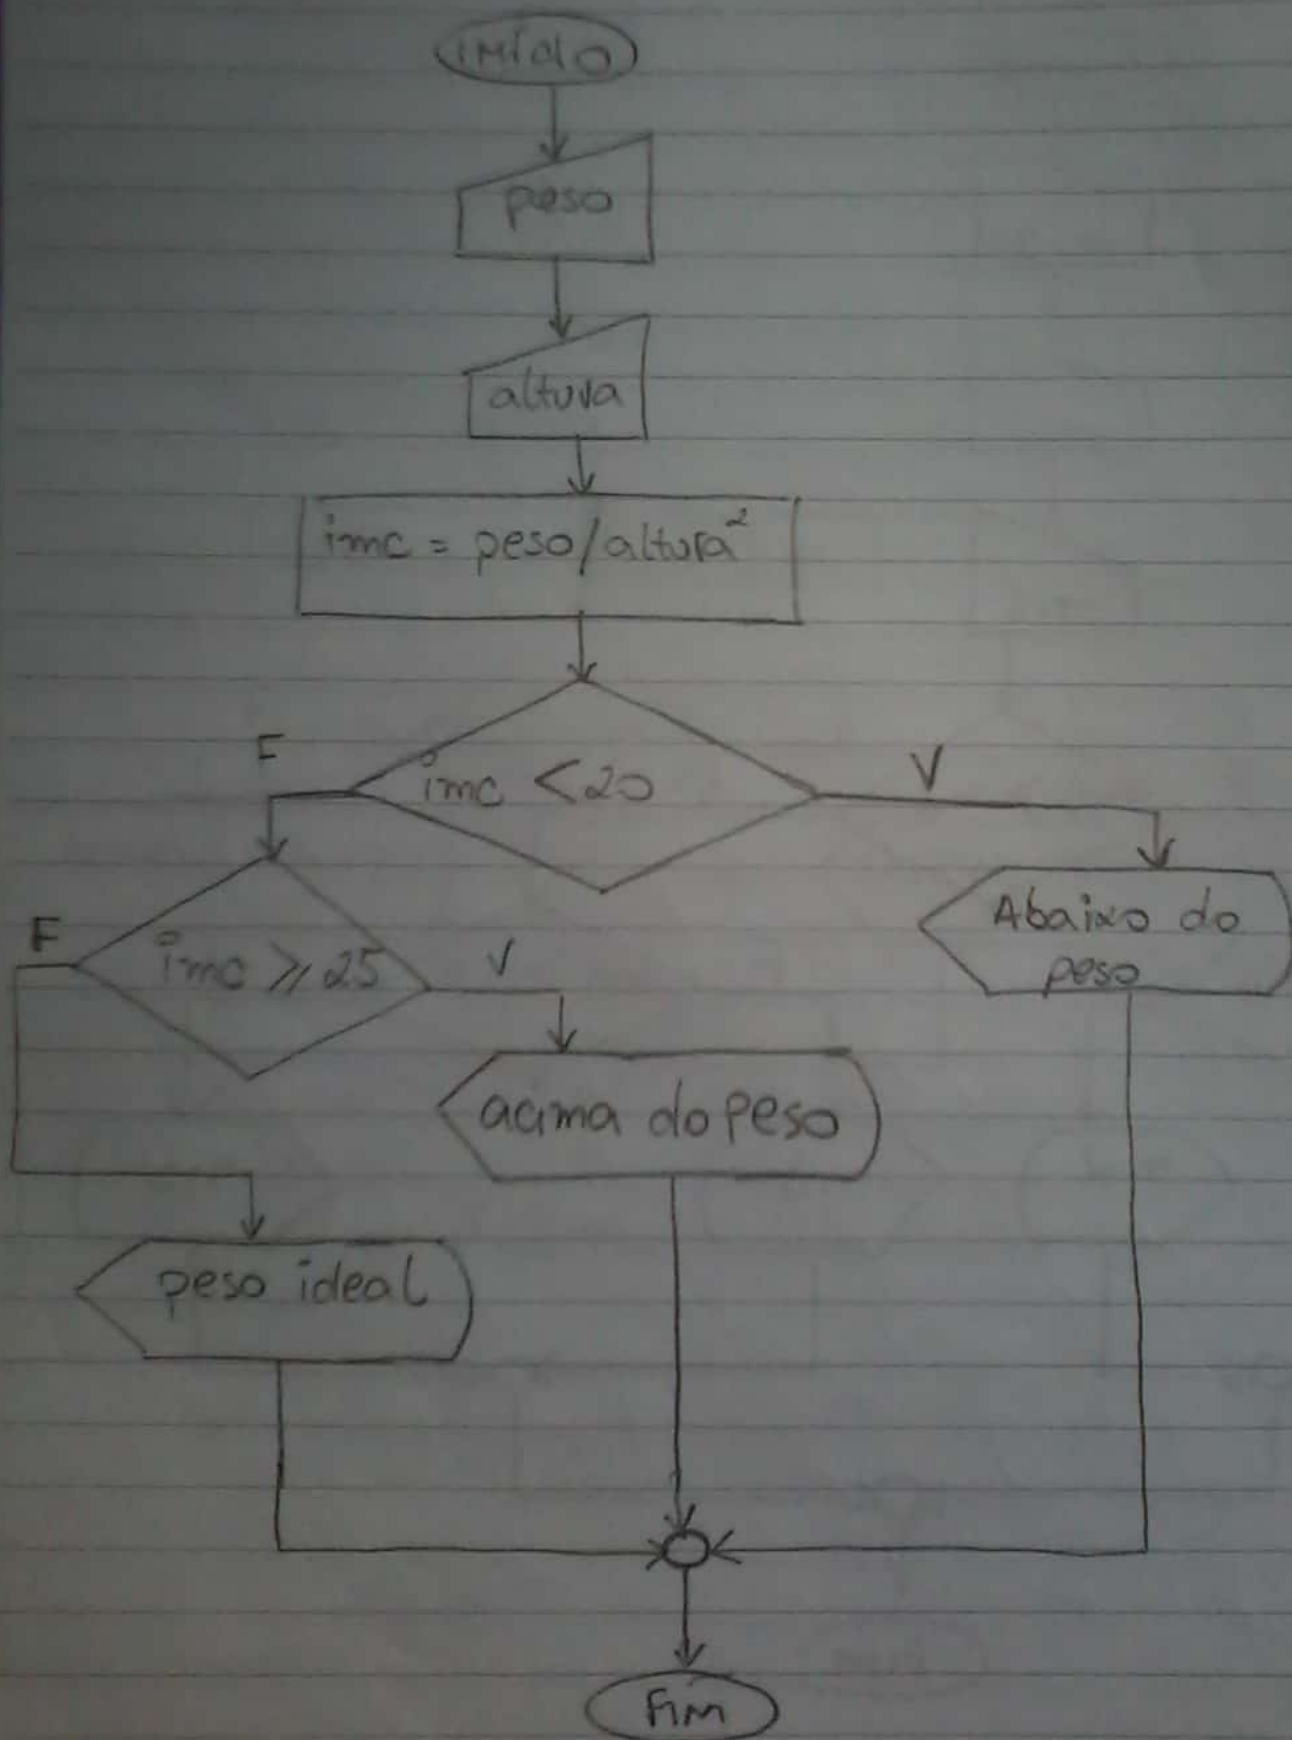 início
peso
altura
imc = peso/altura²
F
imc < 20
V
F
imc ⩾ 25
V
Abaixo do
peso
acima do peso
peso ideal
Fim